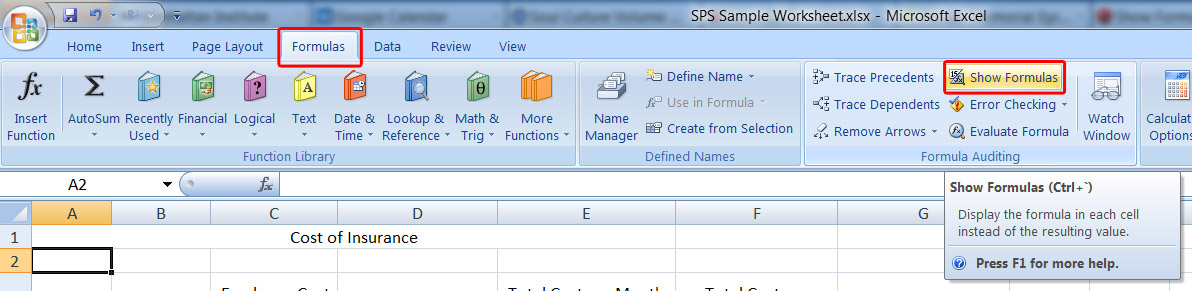 SPS Sample Worksheet.xlsx - Microsoft Excel
Home Insert Page Layout Formulas Data Review View
fx Insert Function
Σ AutoSum
Recently Used
Financial
Logical
Text
Date & Time
Lookup & Reference
Math & Trig
More Functions
Function Library
Name Manager
Define Name
Use in Formula
Create from Selection
Defined Names
Trace Precedents
Trace Dependents
Remove Arrows
Show Formulas
Error Checking
Evaluate Formula
Formula Auditing
Watch Window
A2 fx
A B C D E F G
1 Cost of Insurance
2
Show Formulas (Ctrl+`)
Display the formula in each cell
instead of the resulting value.
Press F1 for more help.